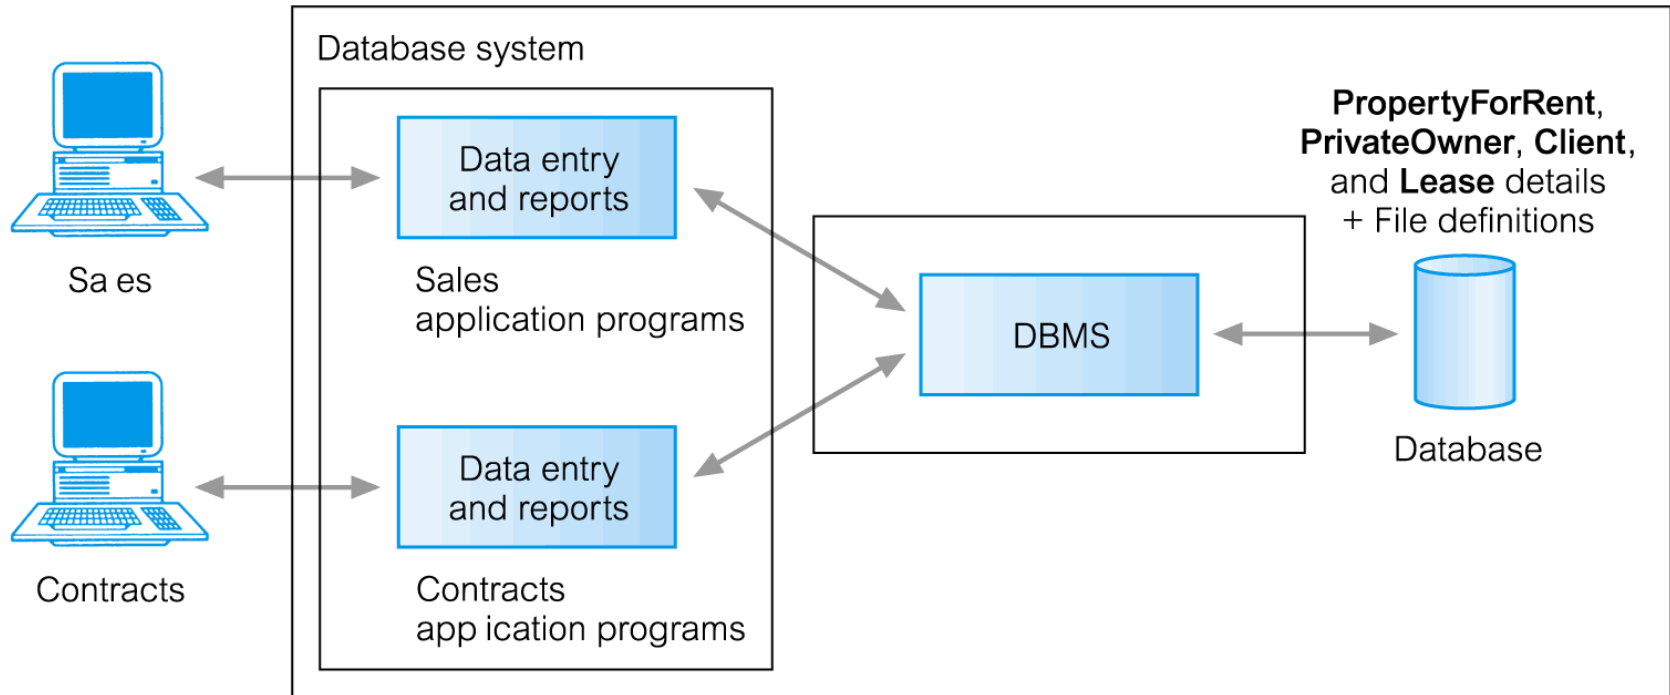 Database system
Sa es
Data entry
and reports
Sales
application programs
Contracts
Data entry
and reports
Contracts
app ication programs
DBMS
PropertyForRent,
PrivateOwner, Client,
and Lease details
+ File definitions
Database